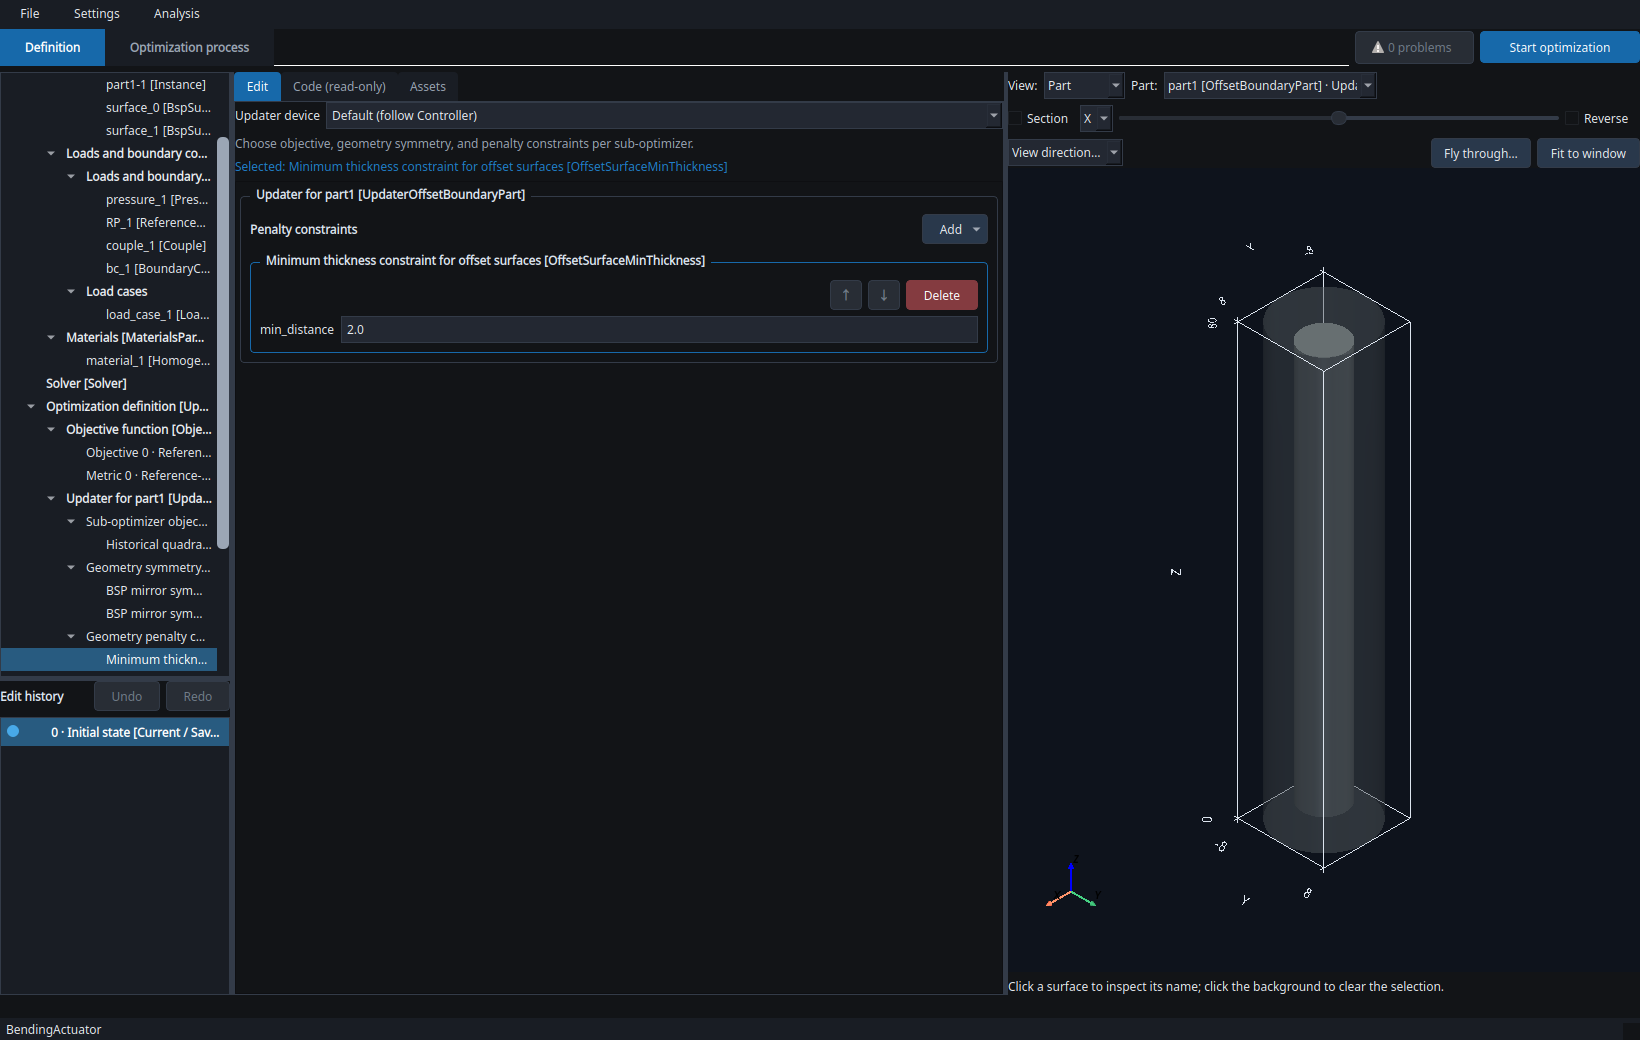 File Settings Analysis
Definition Optimization process 0 problems Start optimization
part1-1 [Instance]
surface_0 [BspSu...
surface_1 [BspSu...
Loads and boundary co...
Loads and boundary...
pressure_1 [Pres...
RP_1 [Reference...
couple_1 [Couple]
bc_1 [BoundaryC...
Load cases
load_case_1 [Loa...
Materials [MaterialsPar...
material_1 [Homoge...
Solver [Solver]
Optimization definition [Up...
Objective function [Obje...
Objective 0 · Referen...
Metric 0 · Reference-...
Updater for part1 [Upda...
Sub-optimizer objec...
Historical quadra...
Geometry symmetry...
BSP mirror sym...
BSP mirror sym...
Geometry penalty c...
Minimum thickn...
Edit history Undo Redo
0 · Initial state [Current / Sav...
Edit Code (read-only) Assets
Updater device Default (follow Controller)
Choose objective, geometry symmetry, and penalty constraints per sub-optimizer.
Selected: Minimum thickness constraint for offset surfaces [OffsetSurfaceMinThickness]
Updater for part1 [UpdaterOffsetBoundaryPart]
Penalty constraints Add
Minimum thickness constraint for offset surfaces [OffsetSurfaceMinThickness]
↑ ↓ Delete
min_distance 2.0
View: Part Part: part1 [OffsetBoundaryPart] · Upda
Section X Reverse
View direction... Fly through... Fit to window
Z
0
Z
Y
Click a surface to inspect its name; click the background to clear the selection.
BendingActuator